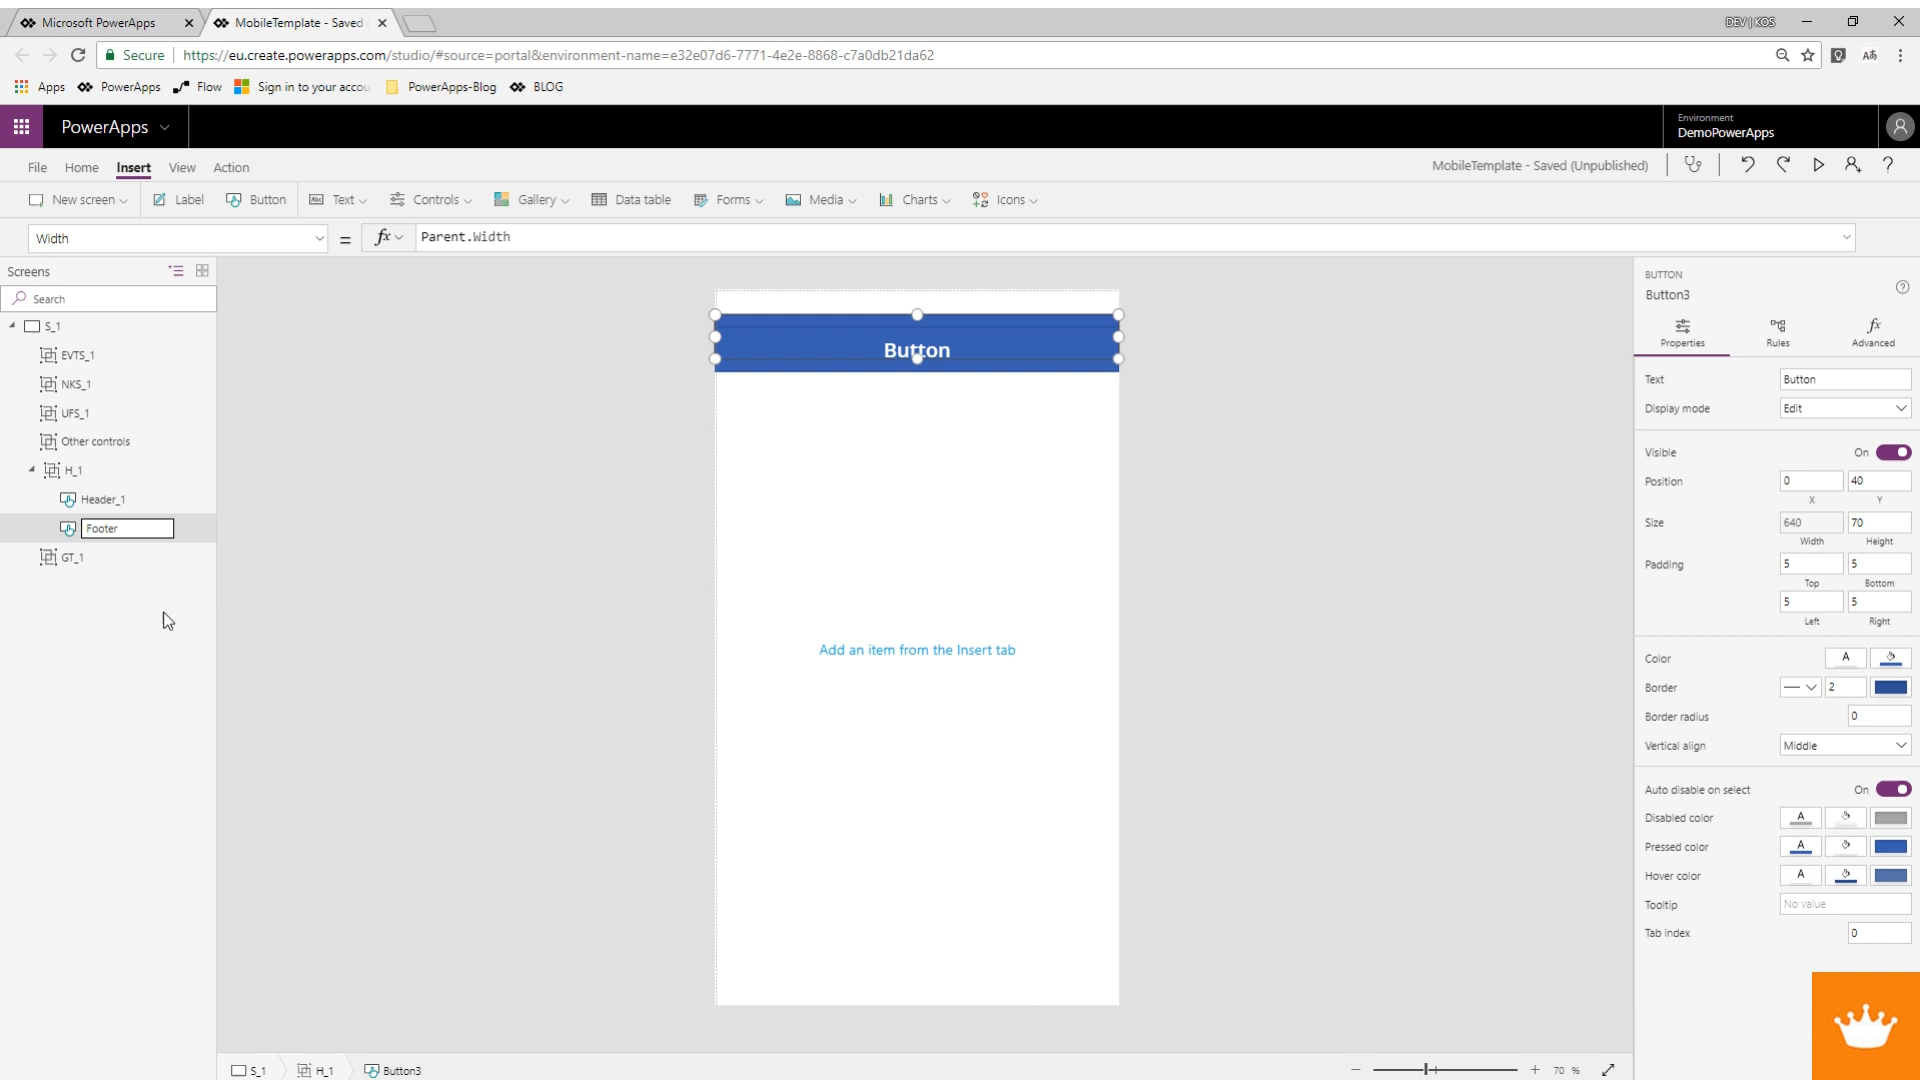 Microsoft PowerApps
MobileTemplate - Saved
DEV | KOS
Secure
https://eu.create.powerapps.com/studio/#source=portal&environment-name=e32e07d6-7771-4e2e-8868-c7a0db21da62
Apps PowerApps Flow Sign in to your accou PowerApps-Blog BLOG
PowerApps
Environment
DemoPowerApps
File Home Insert View Action
MobileTemplate - Saved (Unpublished)
New screen Label Button Text Controls Gallery Data table Forms Media Charts Icons
Width = fx Parent.Width
Screens
Search
S_1
EVTS_1
NKS_1
UFS_1
Other controls
H_1
Header_1
Footer
GT_1
Button
Add an item from the Insert tab
BUTTON
Button3
Properties Rules Advanced
Text Button
Display mode Edit
Visible On
Position 0 40
X Y
Size 640 70
Width Height
Padding 5 5
Top Bottom
5 5
Left Right
Color
Border 2
Border radius 0
Vertical align Middle
Auto disable on select On
Disabled color
Pressed color
Hover color
Tooltip No value
Tab index 0
S_1 H_1 Button3
70 %